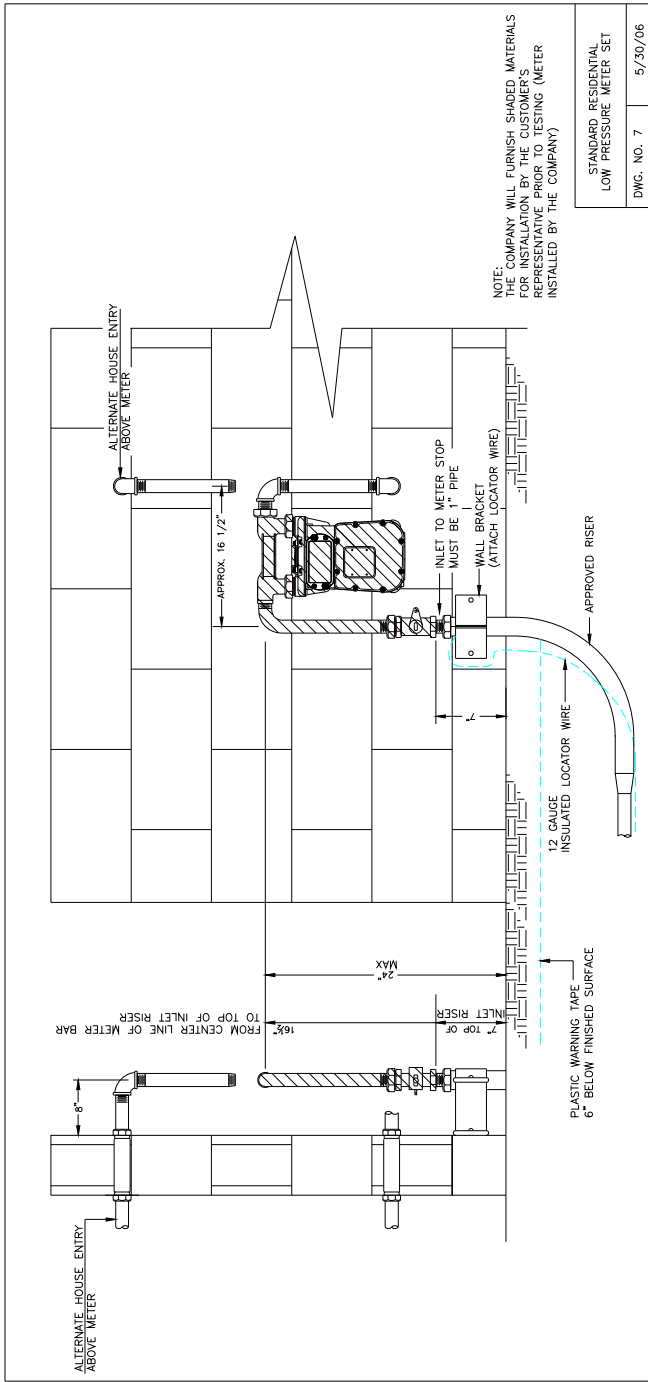 ALTERNATE HOUSE ENTRY
ABOVE METER
8"
16½" FROM CENTER LINE OF METER BAR
TO TOP OF INLET RISER
7" TOP OF
INLET RISER
24"
MAX
PLASTIC WARNING TAPE
6" BELOW FINISHED SURFACE
ALTERNATE HOUSE ENTRY
ABOVE METER
APPROX. 16 1/2"
INLET TO METER STOP
MUST BE 1" PIPE
WALL BRACKET
(ATTACH LOCATOR WIRE)
7"
APPROVED RISER
12 GAUGE
INSULATED LOCATOR WIRE
NOTE:
THE COMPANY WILL FURNISH SHADED MATERIALS
FOR INSTALLATION BY THE CUSTOMER'S
REPRESENTATIVE PRIOR TO TESTING (METER
INSTALLED BY THE COMPANY)
STANDARD RESIDENTIAL
LOW PRESSURE METER SET
DWG. NO. 7
5/30/06